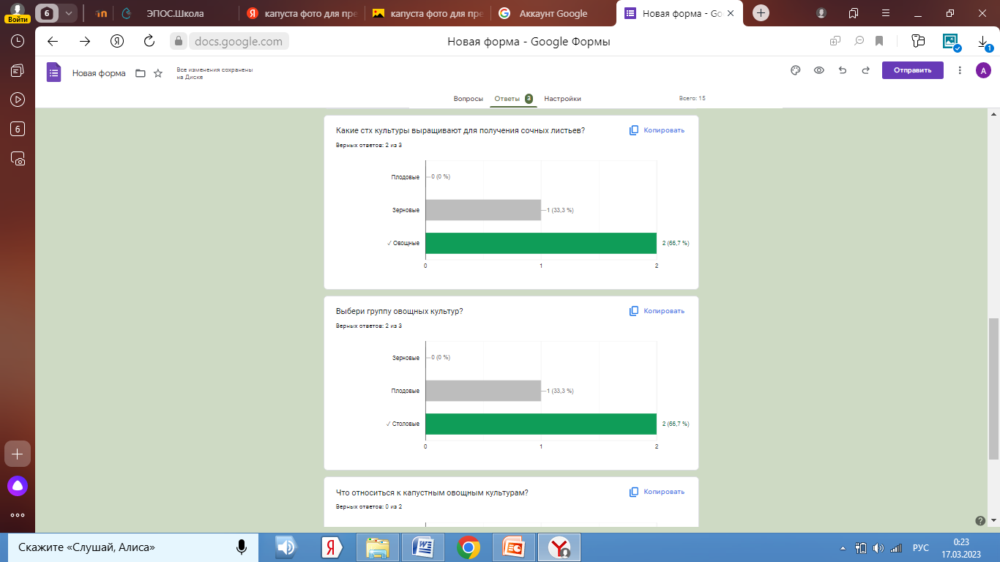 Войти
6
ЭПОС.Школа
капуста фото для пре
капуста фото для пре
Аккаунт Google
Новая форма - Go
docs.google.com
Новая форма - Google Формы
1
Новая форма
Все изменения сохранены
на Диске
Отправить
А
Вопросы
Ответы 3
Настройки
Всего: 15
6
Какие стх культуры выращивают для получения сочных листьев?
Копировать
Верных ответов: 2 из 3
Плодовые
0 (0 %)
Зерновые
1 (33,3 %)
✓ Овощные
2 (66,7 %)
0 1 2
Выбери группу овощных культур?
Копировать
Верных ответов: 2 из 3
Зерновые
0 (0 %)
Плодовые
1 (33,3 %)
✓ Столовые
2 (66,7 %)
0 1 2
Что относиться к капустным овощным культурам?
Копировать
Верных ответов: 0 из 2
Скажите «Слушай, Алиса»
РУС
0:23
17.03.2023